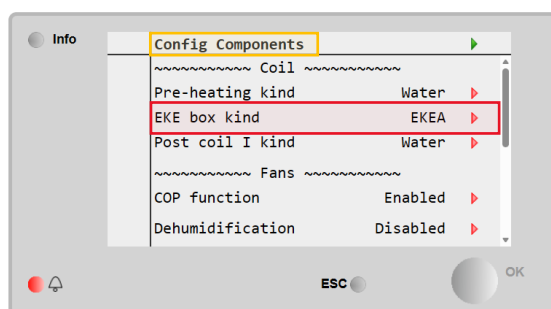 Info
Config Components
~~~~~~~~~~~ Coil ~~~~~~~~~~~
Pre-heating kind Water
EKE box kind EKEA
Post coil I kind Water
~~~~~~~~~~~ Fans ~~~~~~~~~~~
COP function Enabled
Dehumidification Disabled
ESC
OK